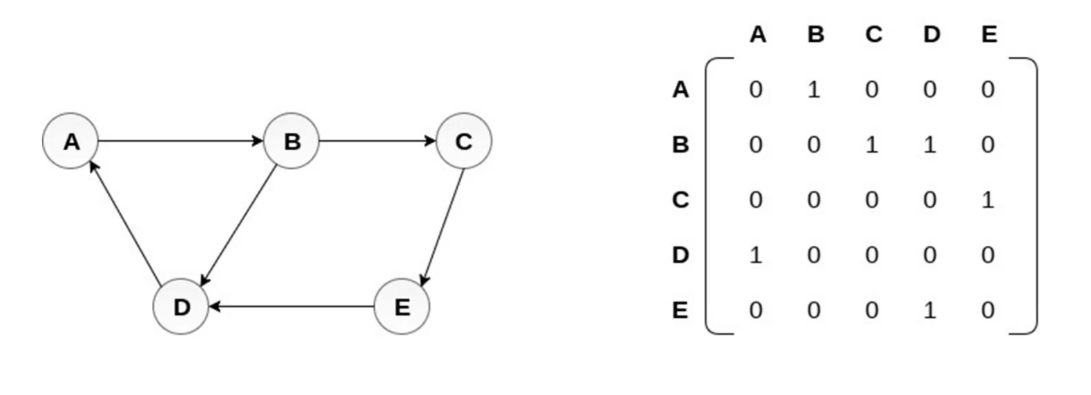 A B C
D E
A B C D E
A 0 1 0 0 0
B 0 0 1 1 0
C 0 0 0 0 1
D 1 0 0 0 0
E 0 0 0 1 0